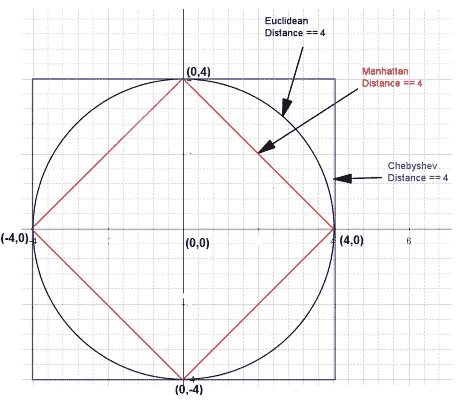 Euclidean
Distance == 4
(0,4)
Manhattan
Distance == 4
Chebyshev
Distance == 4
(-4,0)
(0,0)
4
(4,0)
6
(0,-4)